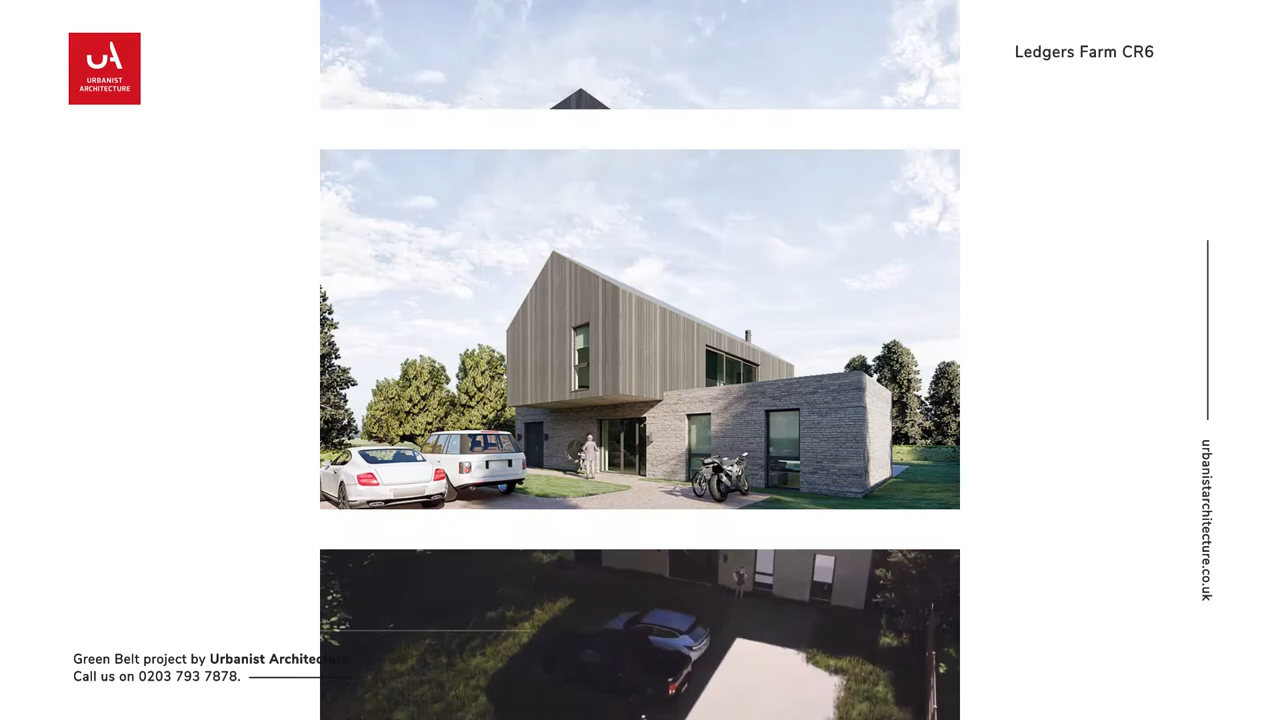 UA
URBANIST
ARCHITECTURE
Ledgers Farm CR6
urbanistarchitecture.co.uk
Green Belt project by Urbanist Architecture
Call us on 0203 793 7878.